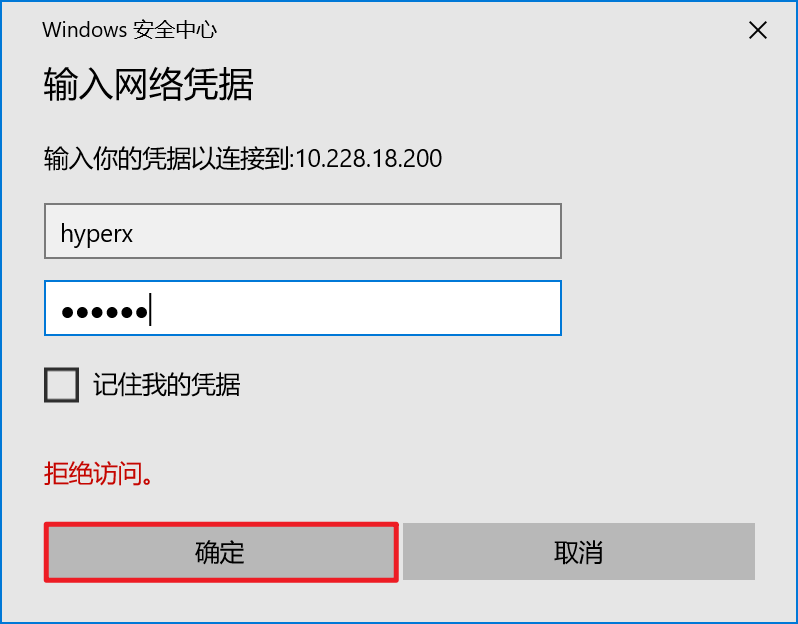 Windows 安全中心
输入网络凭据
输入你的凭据以连接到:10.228.18.200
hyperx
●●●●●●
记住我的凭据
拒绝访问。
确定 取消